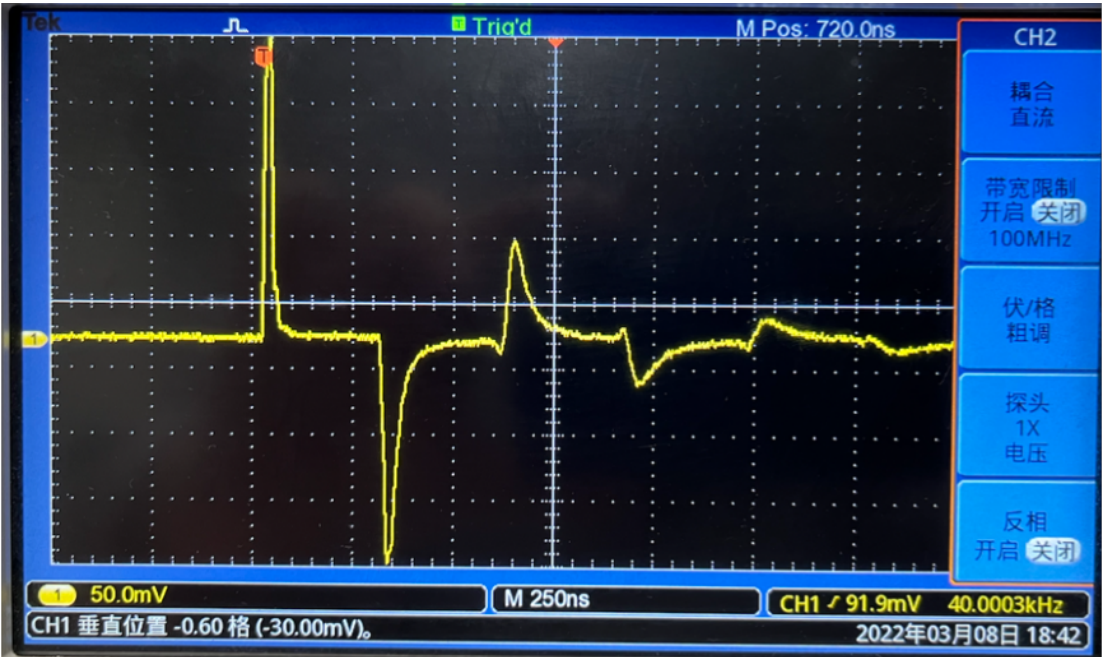 Tek
T Trig'd
M Pos: 720.0ns
CH2
耦合
直流
带宽限制
开启 关闭
100MHz
伏/格
粗调
探头
1X
电压
反相
开启 关闭
T
1
1 50.0mV
M 250ns
CH1 91.9mV
40.0003kHz
CH1 垂直位置 -0.60 格 (-30.00mV)。
2022年03月08日 18:42